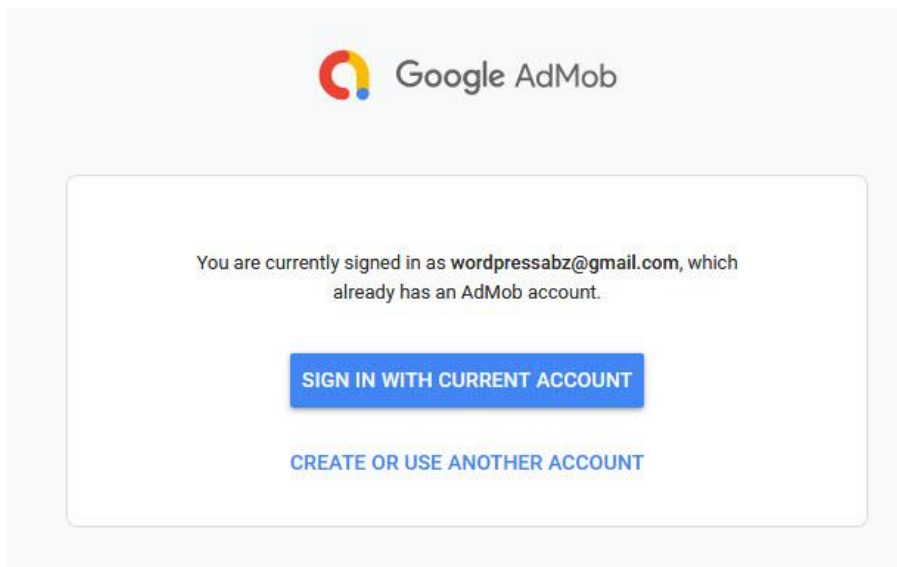 Google AdMob
You are currently signed in as wordpressabz@gmail.com, which
already has an AdMob account.
SIGN IN WITH CURRENT ACCOUNT
CREATE OR USE ANOTHER ACCOUNT